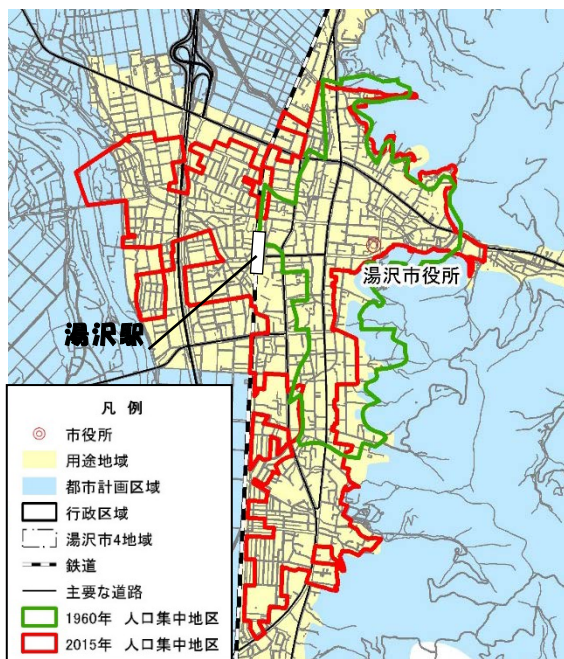 湯沢市役所
湯沢駅
凡 例
市役所
用途地域
都市計画区域
行政区域
湯沢市4地域
鉄道
主要な道路
1960年 人口集中地区
2015年 人口集中地区